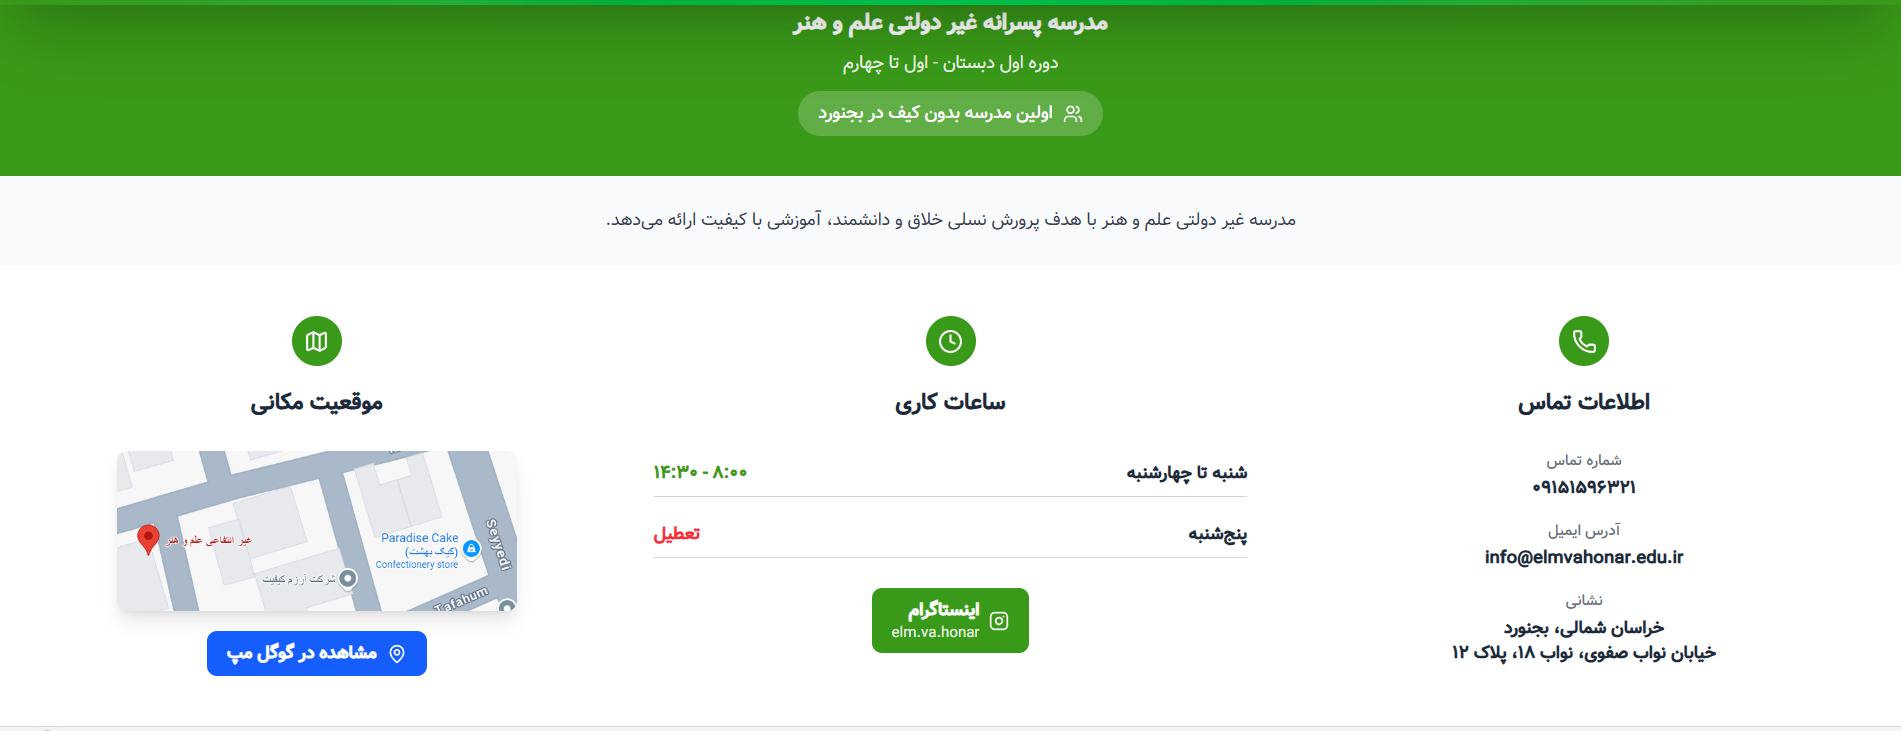 مدرسه پسرانه غیر دولتی علم و هنر
دوره اول دبستان - اول تا چهارم
اولین مدرسه بدون کیف در بجنورد
مدرسه غیر دولتی علم و هنر با هدف پرورش نسلی خلاق و دانشمند، آموزشی با کیفیت ارائه می‌دهد.
اطلاعات تماس
شماره تماس
۰۹۱۵۱۵۹۶۳۲۱
آدرس ایمیل
info@elmvahonar.edu.ir
نشانی
خراسان شمالی، بجنورد
خیابان نواب صفوی، نواب ۱۸، پلاک ۱۲
ساعات کاری
شنبه تا چهارشنبه
۸:۰۰ - ۱۴:۳۰
پنج‌شنبه
تعطیل
اینستاگرام
elm.va.honar
موقعیت مکانی
غیر انتفاعی علم و هنر
Paradise Cake
(کیک بهشت)
Confectionery store
Seyyedi
شرکت آرزم کیفیت
Tafahum
مشاهده در گوگل مپ